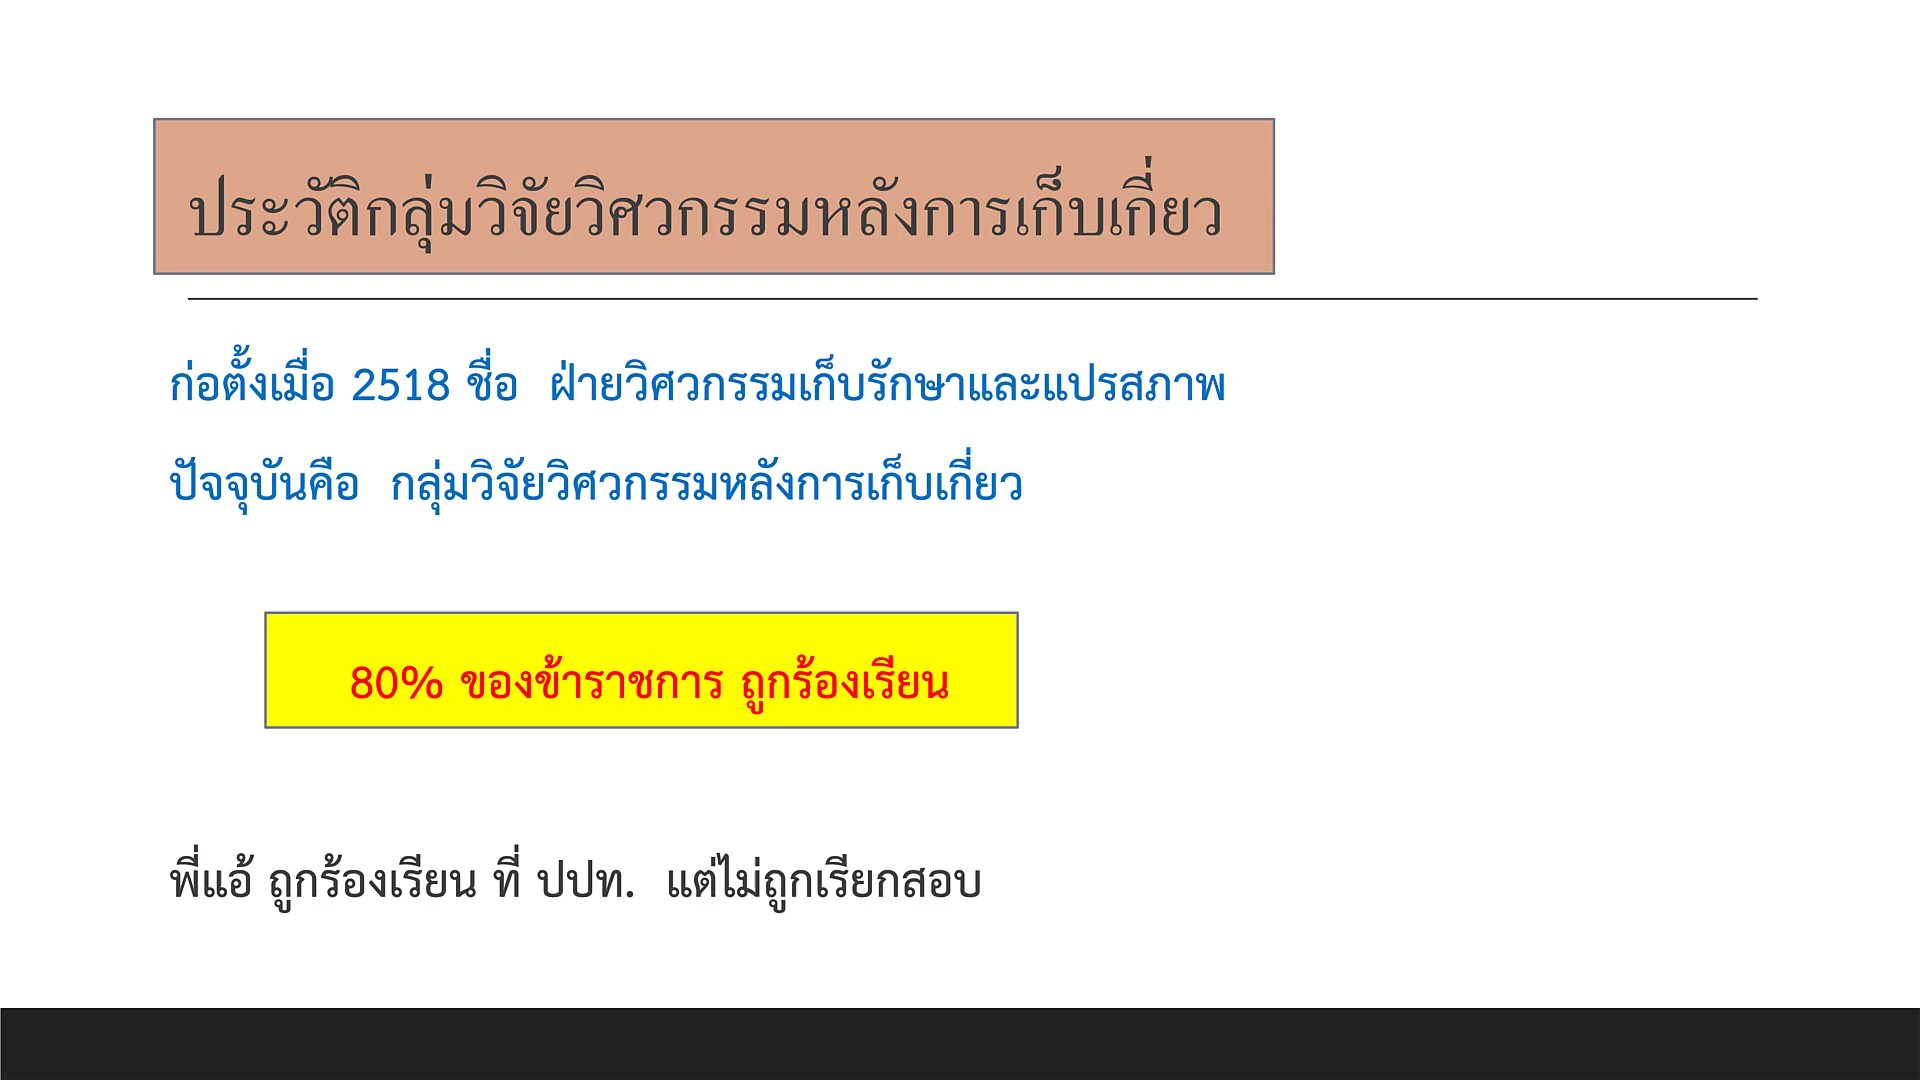 ประวัติกลุ่มวิจัยวิศวกรรมหลังการเก็บเกี่ยว
ก่อตั้งเมื่อ 2518 ชื่อ  ฝ่ายวิศวกรรมเก็บรักษาและแปรสภาพ
ปัจจุบันคือ  กลุ่มวิจัยวิศวกรรมหลังการเก็บเกี่ยว
80% ของข้าราชการ ถูกร้องเรียน
พี่แอ้ ถูกร้องเรียน ที่ ปปท.  แต่ไม่ถูกเรียกสอบ